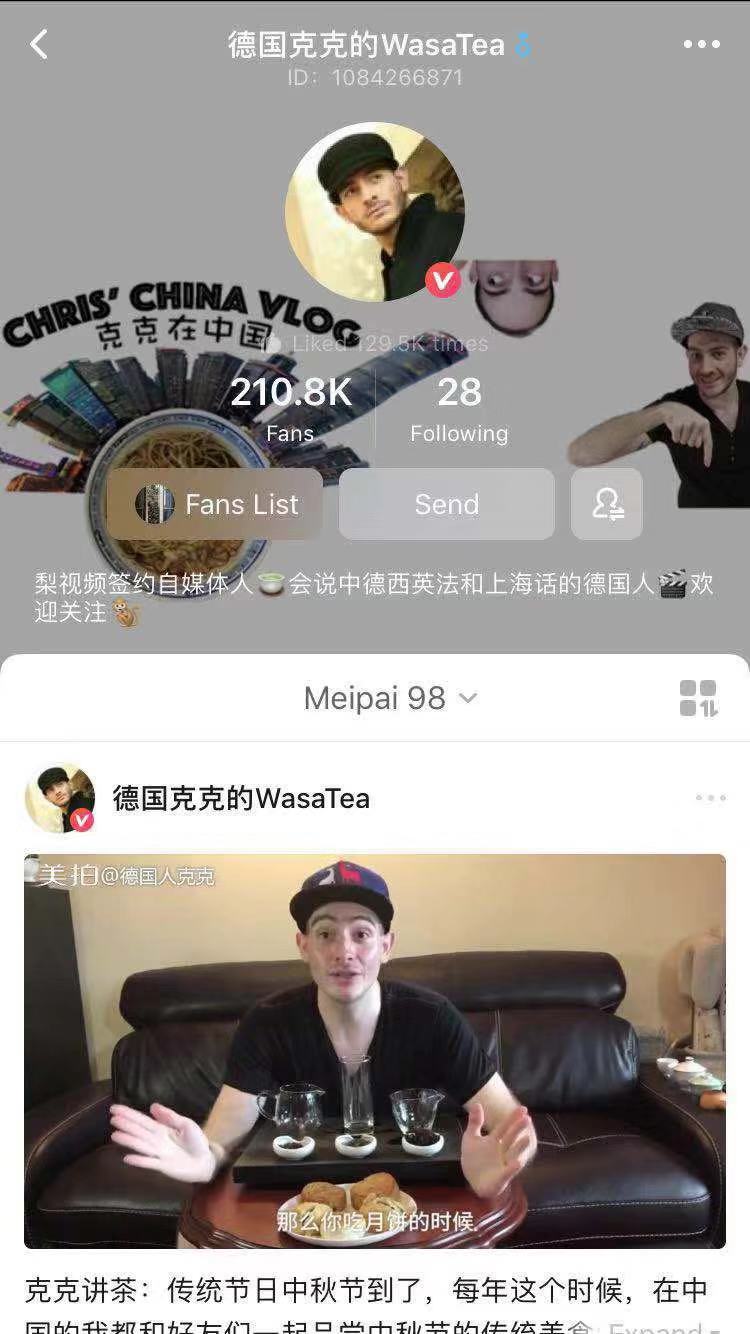 德国克克的WasaTea
ID：1084266871
CHRIS' CHINA VLOG
克克在中国
Liked 129.5K times
210.8K
28
Fans
Following
Fans List
Send
梨视频签约自媒体人🍵会说中德西英法和上海话的德国人🎬欢
迎关注🐒
Meipai 98
德国克克的WasaTea
美拍@德国人克克
那么你吃月饼的时候
克克讲茶：传统节日中秋节到了，每年这个时候，在中
国的我都和好友们一起品尝中秋节的传统美食 Expand